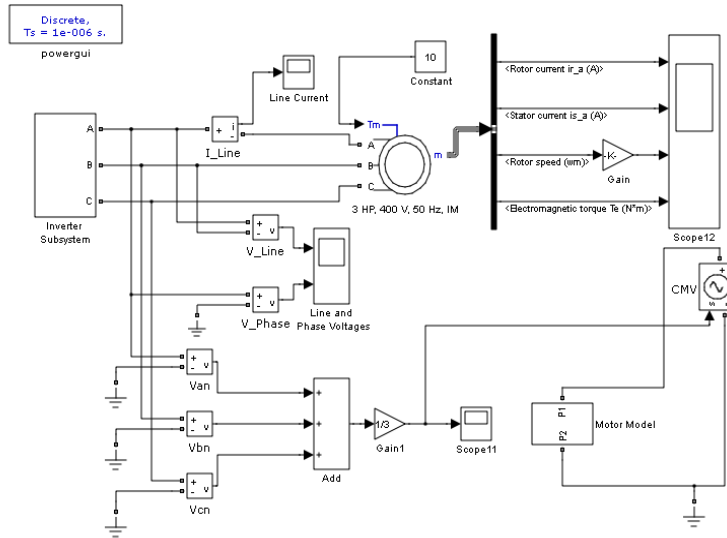 Discrete,
Ts = 1e-006 s.
powergui
10
Constant
Line Current
<Rotor current ir_a (A)>
<Stator current is_a (A)>
<Rotor speed (wm)>
<Electromagnetic torque Te (N*m)>
-K-
Gain
Scope12
A
B
C
Inverter
Subsystem
+
-
i
I_Line
Tm
A
B
C
m
3 HP, 400 V, 50 Hz, IM
+
-
v
V_Line
+
-
v
V_Phase
Line and
Phase Voltages
CMV
+
s
-
+
-
v
Van
+
-
v
Vbn
+
-
v
Vcn
+
+
+
Add
1/3
Gain1
Scope11
P1
P2
Motor Model